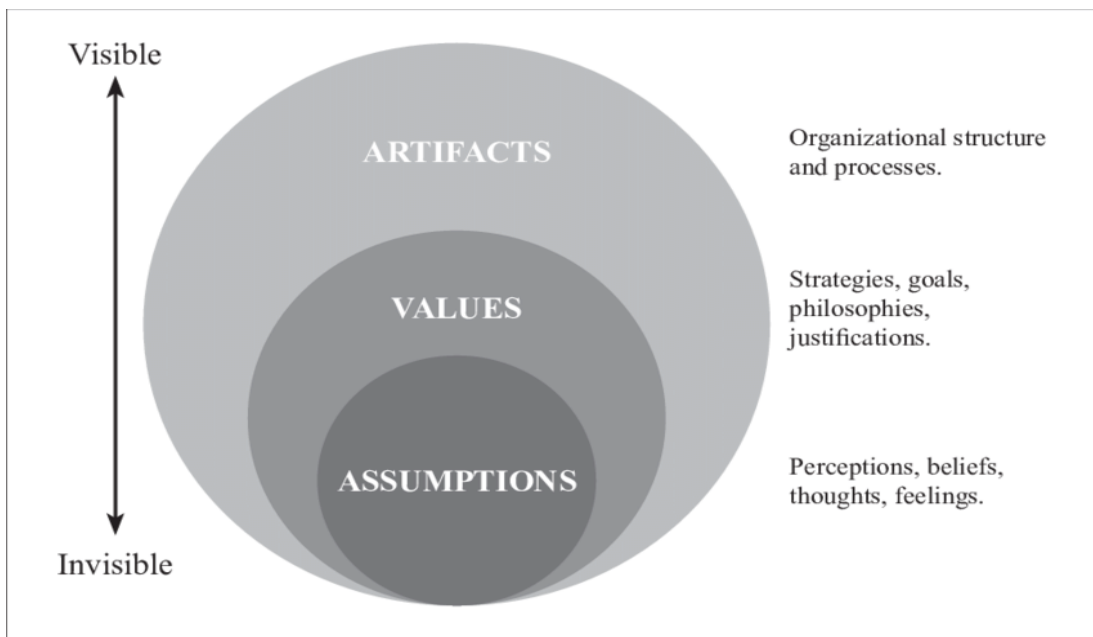 Visible
ARTIFACTS
Organizational structure
and processes.
VALUES
Strategies, goals,
philosophies,
justifications.
ASSUMPTIONS
Perceptions, beliefs,
thoughts, feelings.
Invisible